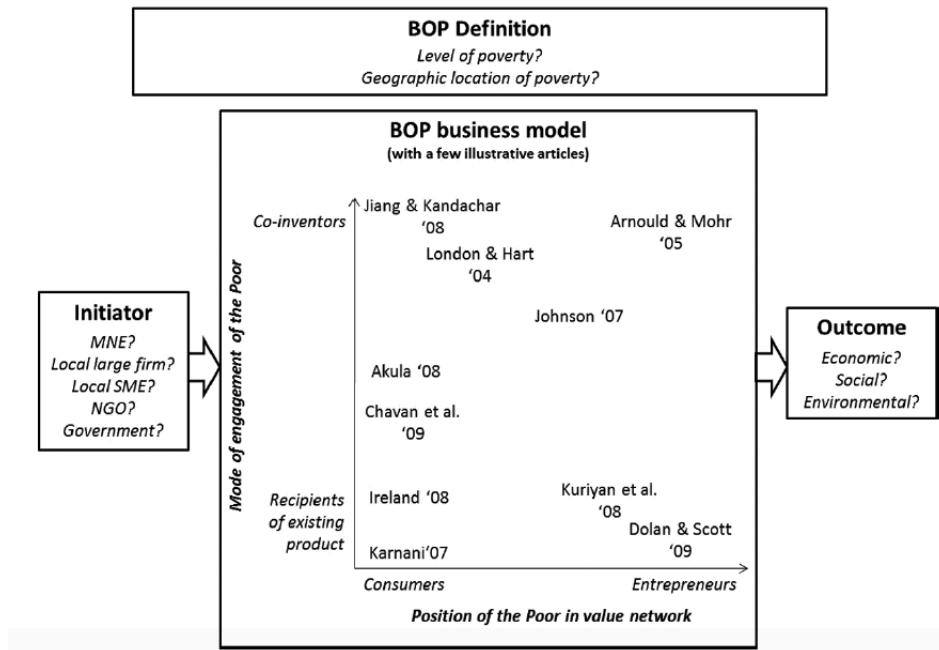 BOP Definition
Level of poverty?
Geographic location of poverty?
BOP business model
(with a few illustrative articles)
Initiator
MNE?
Local large firm?
Local SME?
NGO?
Government?
Mode of engagement of the Poor
Co-inventors
Recipients
of existing
product
Jiang & Kandachar
‘08
London & Hart
‘04
Arnould & Mohr
‘05
Johnson ‘07
Akula ‘08
Chavan et al.
‘09
Ireland ‘08
Kuriyan et al.
‘08
Dolan & Scott
‘09
Karnani‘07
Consumers
Entrepreneurs
Position of the Poor in value network
Outcome
Economic?
Social?
Environmental?